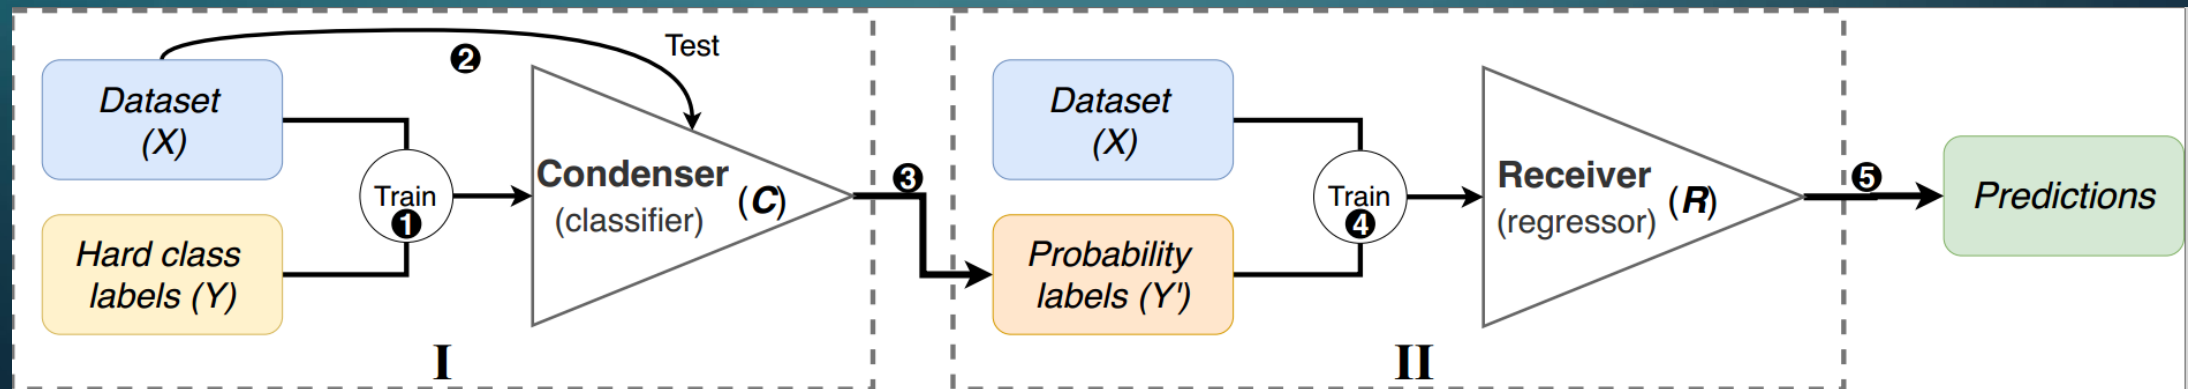 ❷
Test
Dataset
(X)
Train
❶
Hard class
labels (Y)
Condenser
(classifier)
(C)
I
❸
Dataset
(X)
Train
❹
Probability
labels (Y')
Receiver
(regressor)
(R)
II
❺
Predictions